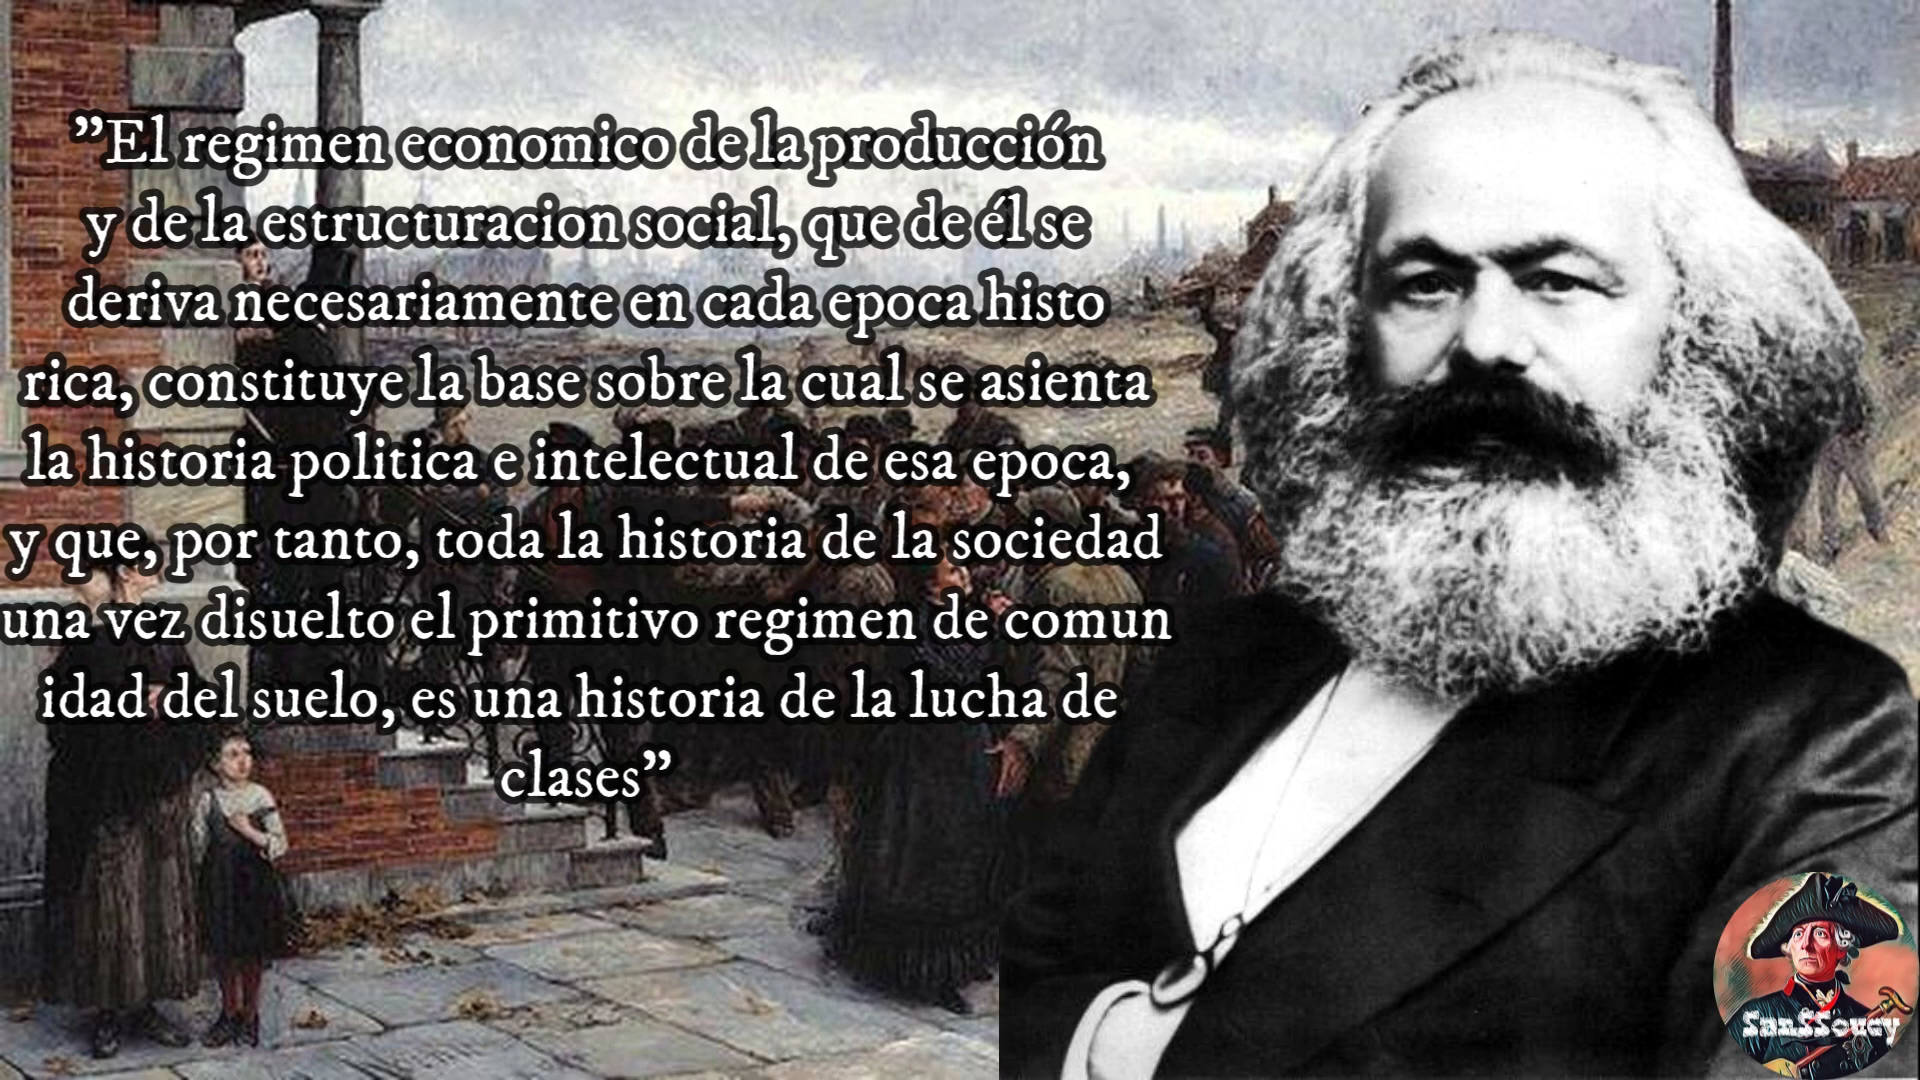 "El regimen economico de la producción
y de la estructuracion social, que de él se
deriva necesariamente en cada epoca histo
rica, constituye la base sobre la cual se asienta
la historia politica e intelectual de esa epoca,
y que, por tanto, toda la historia de la sociedad
una vez disuelto el primitivo regimen de comun
idad del suelo, es una historia de la lucha de
clases"
SanSSoucy